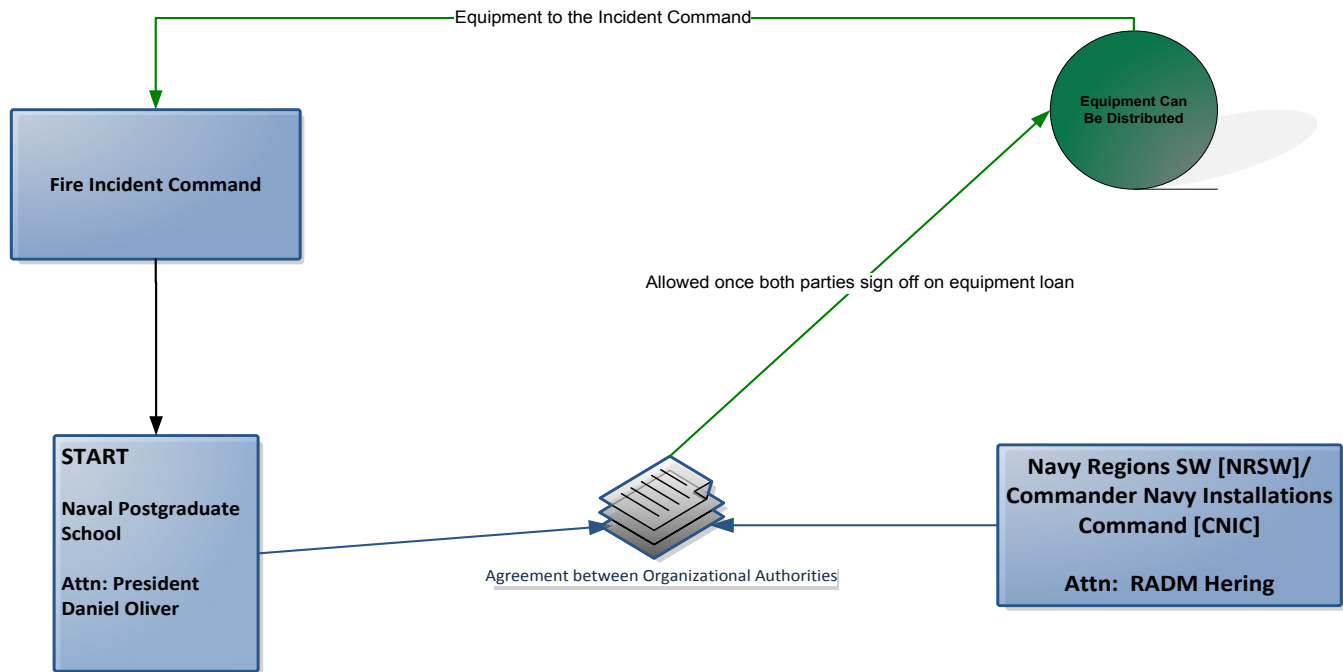 Equipment to the Incident Command
Equipment Can
Be Distributed
Fire Incident Command
Allowed once both parties sign off on equipment loan
START
Naval Postgraduate
School
Attn: President
Daniel Oliver
Agreement between Organizational Authorities
Navy Regions SW [NRSW]/
Commander Navy Installations
Command [CNIC]
Attn:  RADM Hering